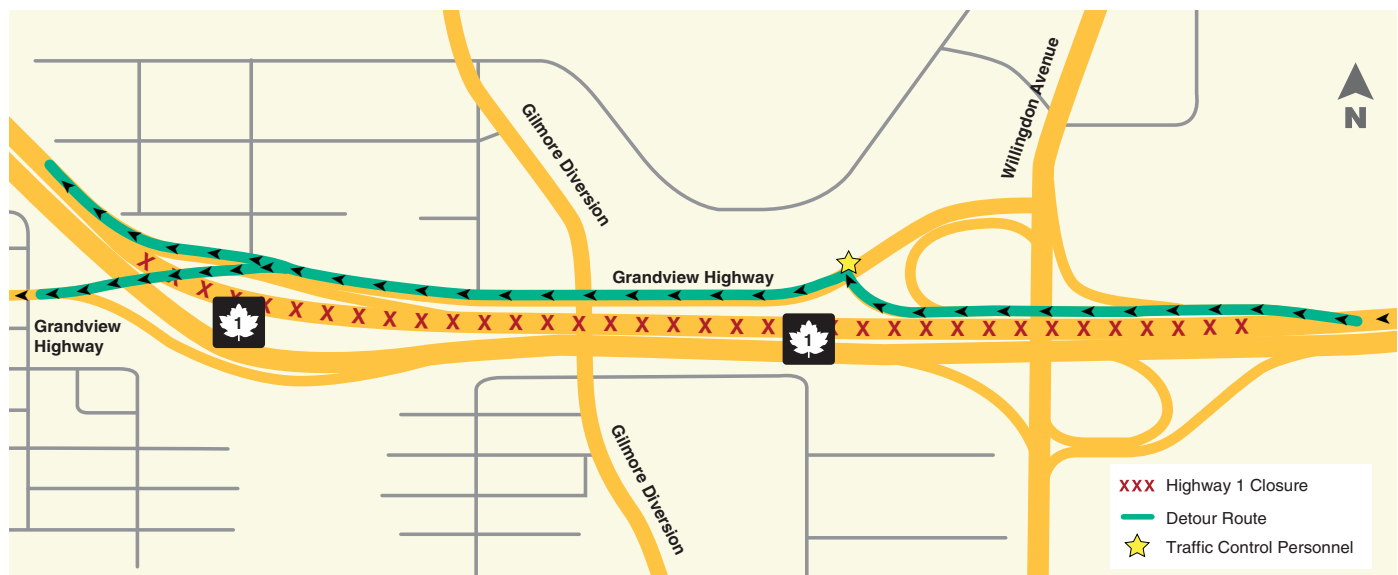 Willingdon Avenue
Gilmore Diversion
N
Grandview Highway
Grandview
Highway
1
1
X X X X X X X X X X X X X X X X X X X X X X X X X X X X X X X X X X X
Gilmore Diversion
XXX Highway 1 Closure
Detour Route
Traffic Control Personnel